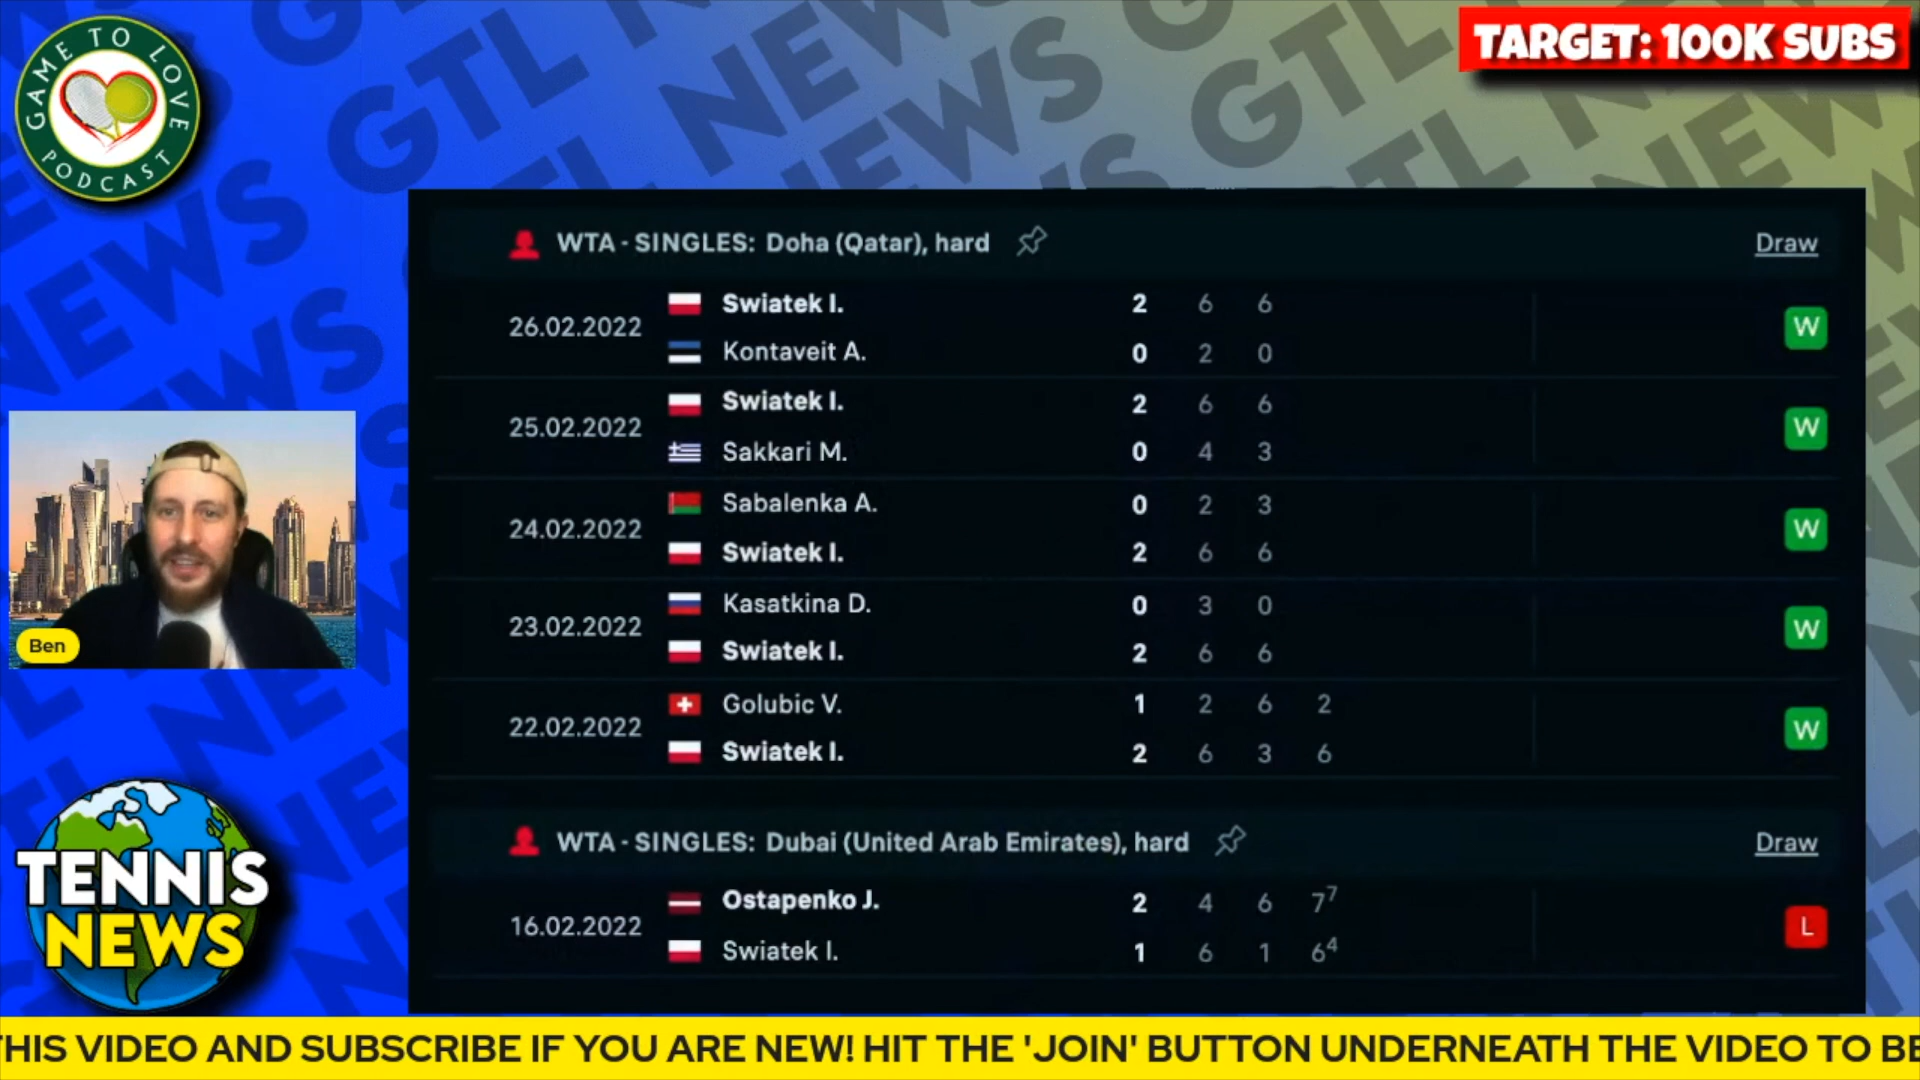 GAME TO LOVE PODCAST
TARGET: 100K SUBS
GTL NEWS
WTA - SINGLES: Doha (Qatar), hard
Draw
26.02.2022
Swiatek I. 2 6 6
Kontaveit A. 0 2 0
W
25.02.2022
Swiatek I. 2 6 6
Sakkari M. 0 4 3
W
24.02.2022
Sabalenka A. 0 2 3
Swiatek I. 2 6 6
W
23.02.2022
Kasatkina D. 0 3 0
Swiatek I. 2 6 6
W
22.02.2022
Golubic V. 1 2 6 2
Swiatek I. 2 6 3 6
W
WTA - SINGLES: Dubai (United Arab Emirates), hard
Draw
16.02.2022
Ostapenko J. 2 4 6 7⁷
Swiatek I. 1 6 1 6⁴
L
Ben
TENNIS
NEWS
THIS VIDEO AND SUBSCRIBE IF YOU ARE NEW! HIT THE 'JOIN' BUTTON UNDERNEATH THE VIDEO TO BE